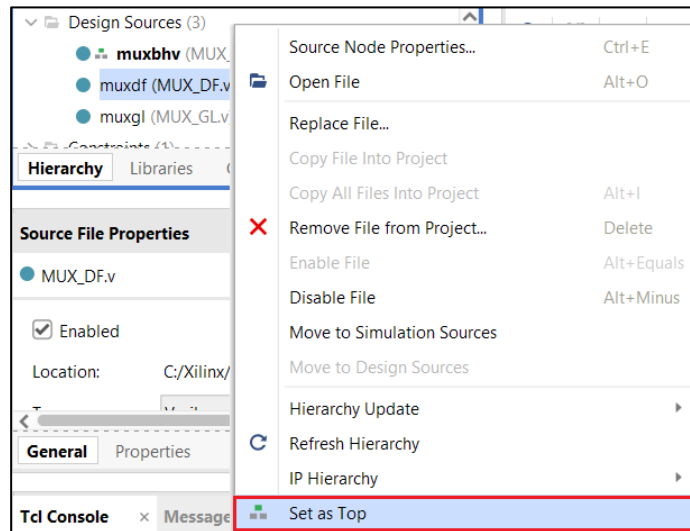 Design Sources (3)
muxbhv (MUX_
muxdf (MUX_DF.v
muxgl (MUX_GL.v
Constraints (1)
Hierarchy Libraries
Source File Properties
MUX_DF.v
Enabled
Location: C:/Xilinx/
General Properties
Tcl Console × Message
Source Node Properties... Ctrl+E
Open File Alt+O
Replace File...
Copy File Into Project
Copy All Files Into Project Alt+I
Remove File from Project... Delete
Enable File Alt+Equals
Disable File Alt+Minus
Move to Simulation Sources
Move to Design Sources
Hierarchy Update
Refresh Hierarchy
IP Hierarchy
Set as Top